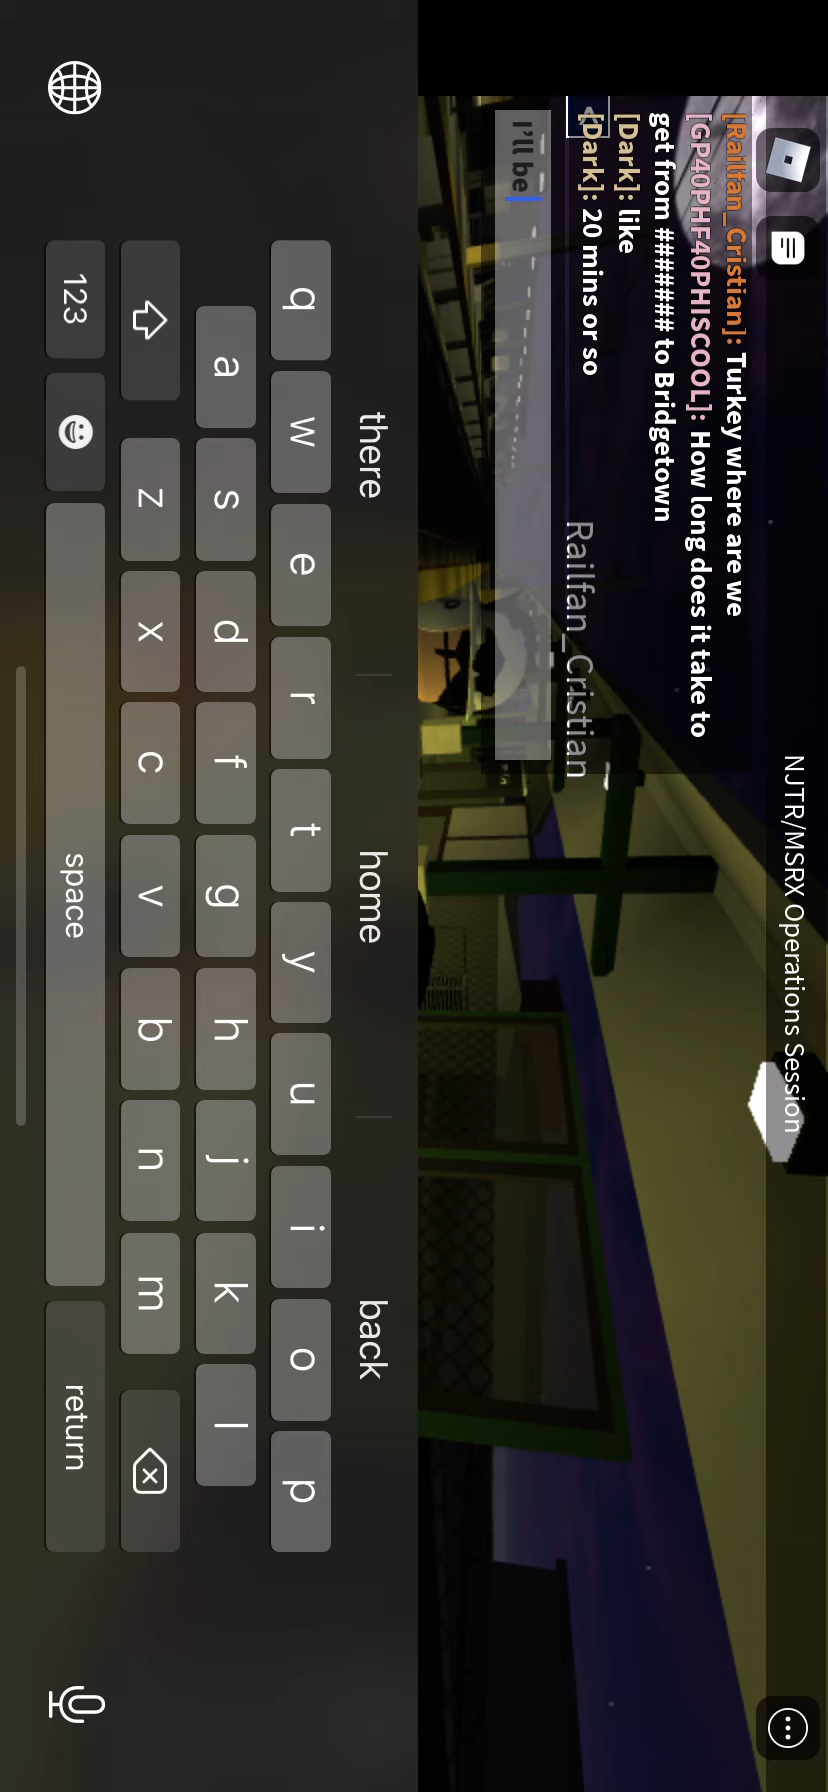 NJTR/MSRX Operations Session
[Railfan_Cristian]: Turkey where are we
[GP40PHF40PHISCOOL]: How long does it take to
get from ####### to Bridgetown
[Dark]: like
[Dark]: 20 mins or so
Railfan_Cristian
I'll be
there home back
q w e r t y u i o p
a s d f g h j k l
z x c v b n m
123 space return